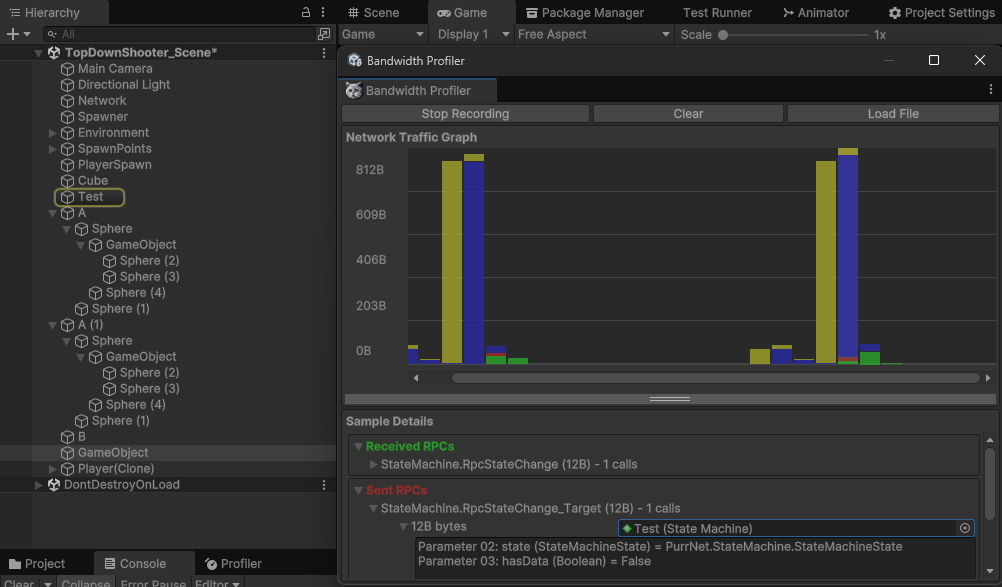 Hierarchy
All
TopDownShooter_Scene*
Main Camera
Directional Light
Network
Spawner
Environment
SpawnPoints
PlayerSpawn
Cube
Test
A
Sphere
GameObject
Sphere (2)
Sphere (3)
Sphere (4)
Sphere (1)
A (1)
Sphere
GameObject
Sphere (2)
Sphere (3)
Sphere (4)
Sphere (1)
B
GameObject
Player(Clone)
DontDestroyOnLoad
Project Console Profiler
Clear Collapse Error Pause Editor
Scene Game Package Manager Test Runner Animator Project Settings
Game Display 1 Free Aspect Scale 1x
Bandwidth Profiler
Bandwidth Profiler
Stop Recording Clear Load File
Network Traffic Graph
812B
609B
406B
203B
0B
Sample Details
Received RPCs
StateMachine.RpcStateChange (12B) - 1 calls
Sent RPCs
StateMachine.RpcStateChange_Target (12B) - 1 calls
12B bytes Test (State Machine)
Parameter 02: state (StateMachineState) = PurrNet.StateMachine.StateMachineState
Parameter 03: hasData (Boolean) = False